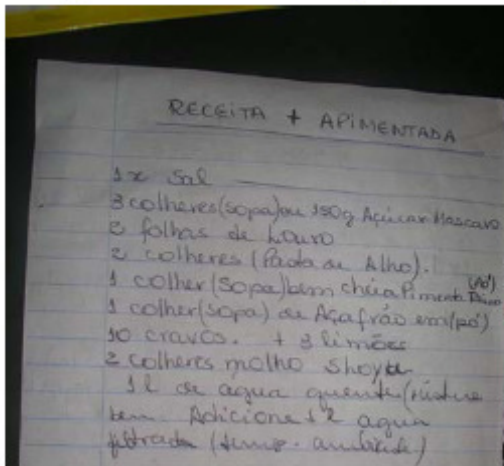 RECEITA + APIMENTADA
1x Sal
3 colheres (sopa) ou 150g Açúcar Mascavo
2 folhas de Louro
2 colheres (Pasta de Alho).
1 colher (Sopa) bem cheia Pimenta (Pó)
1 colher (sopa) de Açafrão em (pó)
10 cravos. + 3 limões
2 colheres molho Shoyu
1l de agua quente (misture
bem Adicione 1 l agua
filtrada (temp. ambiente)